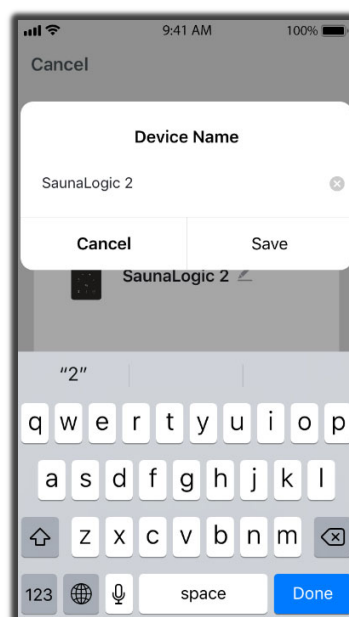 9:41 AM 100%
Cancel
Device Name
SaunaLogic 2
Cancel Save
SaunaLogic 2
"2"
q w e r t y u i o p
a s d f g h j k l
z x c v b n m
123 space Done